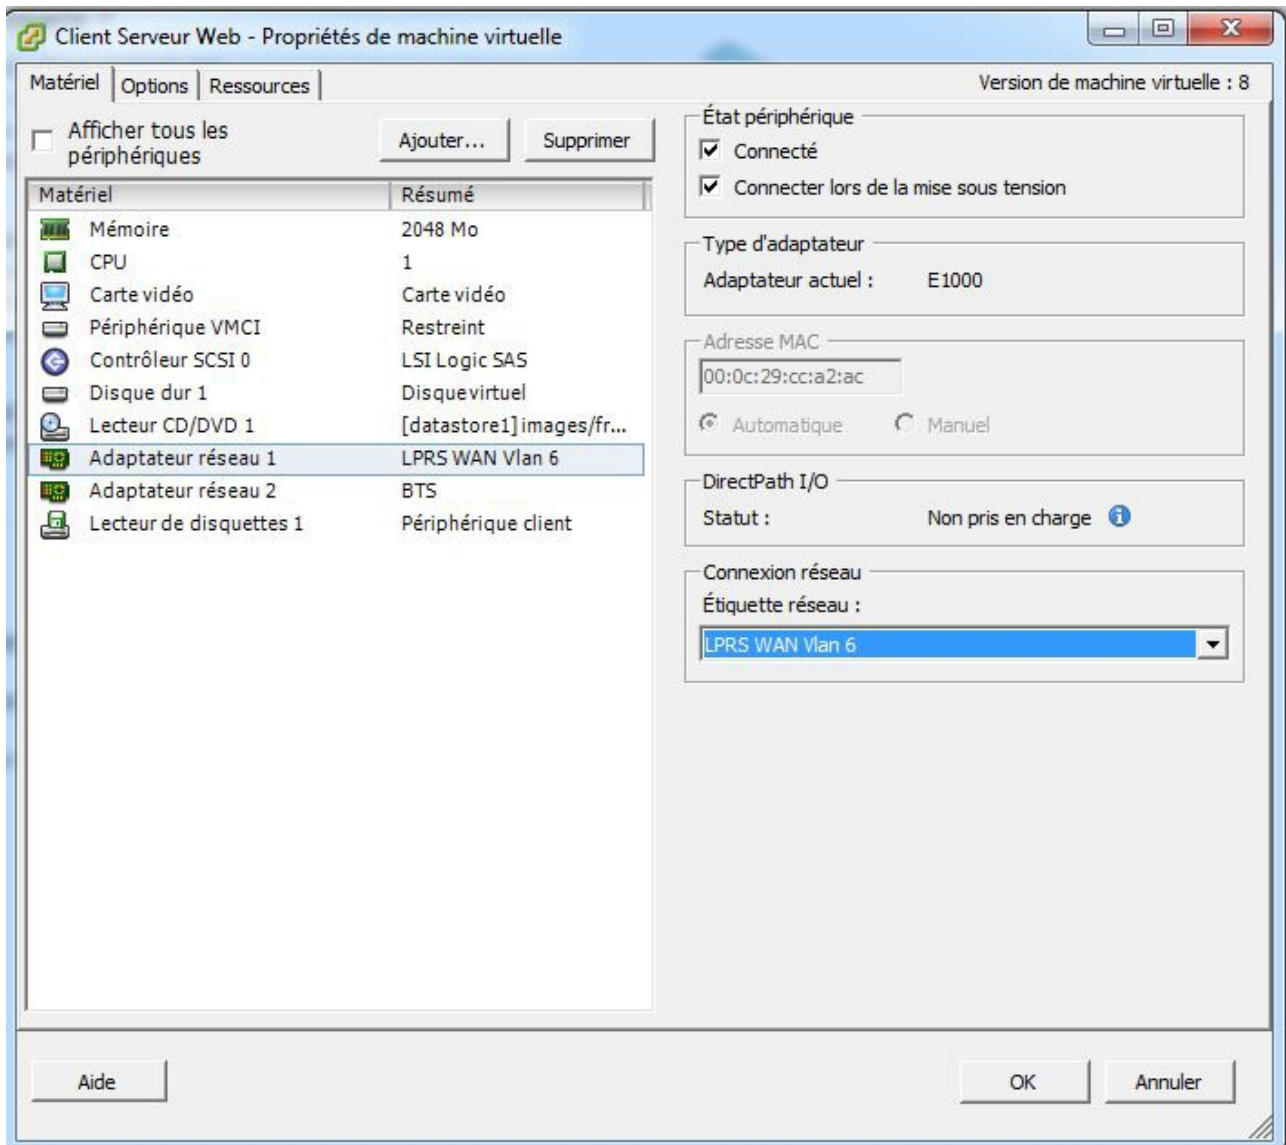 Client Serveur Web - Propriétés de machine virtuelle
Matériel Options Ressources Version de machine virtuelle : 8
Afficher tous les
périphériques
Ajouter... Supprimer
Matériel Résumé
Mémoire 2048 Mo
CPU 1
Carte vidéo Carte vidéo
Périphérique VMCI Restreint
Contrôleur SCSI 0 LSI Logic SAS
Disque dur 1 Disque virtuel
Lecteur CD/DVD 1 [datastore1] images/fr...
Adaptateur réseau 1 LPRS WAN Vlan 6
Adaptateur réseau 2 BTS
Lecteur de disquettes 1 Périphérique client
État périphérique
Connecté
Connecter lors de la mise sous tension
Type d'adaptateur
Adaptateur actuel : E1000
Adresse MAC
00:0c:29:cc:a2:ac
Automatique Manuel
DirectPath I/O
Statut : Non pris en charge
Connexion réseau
Étiquette réseau :
LPRS WAN Vlan 6
Aide OK Annuler